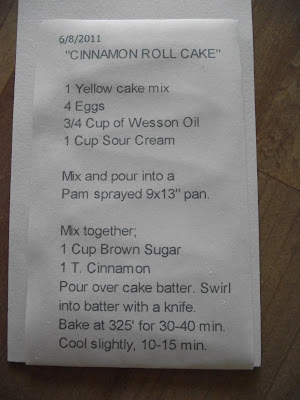 6/8/2011
"CINNAMON ROLL CAKE"
1 Yellow cake mix
4 Eggs
3/4 Cup of Wesson Oil
1 Cup Sour Cream
Mix and pour into a
Pam sprayed 9x13" pan.
Mix together;
1 Cup Brown Sugar
1 T. Cinnamon
Pour over cake batter. Swirl
into batter with a knife.
Bake at 325' for 30-40 min.
Cool slightly, 10-15 min.